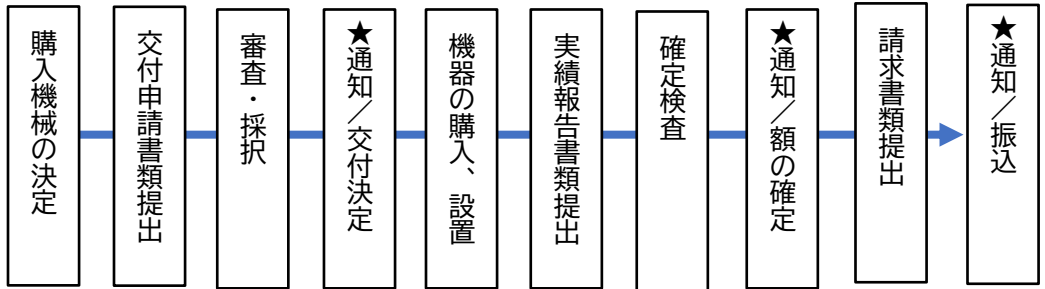 購入機械の決定
交付申請書類提出
審査・採択
★通知／交付決定
機器の購入、設置
実績報告書類提出
確定検査
★通知／額の確定
請求書類提出
★通知／振込